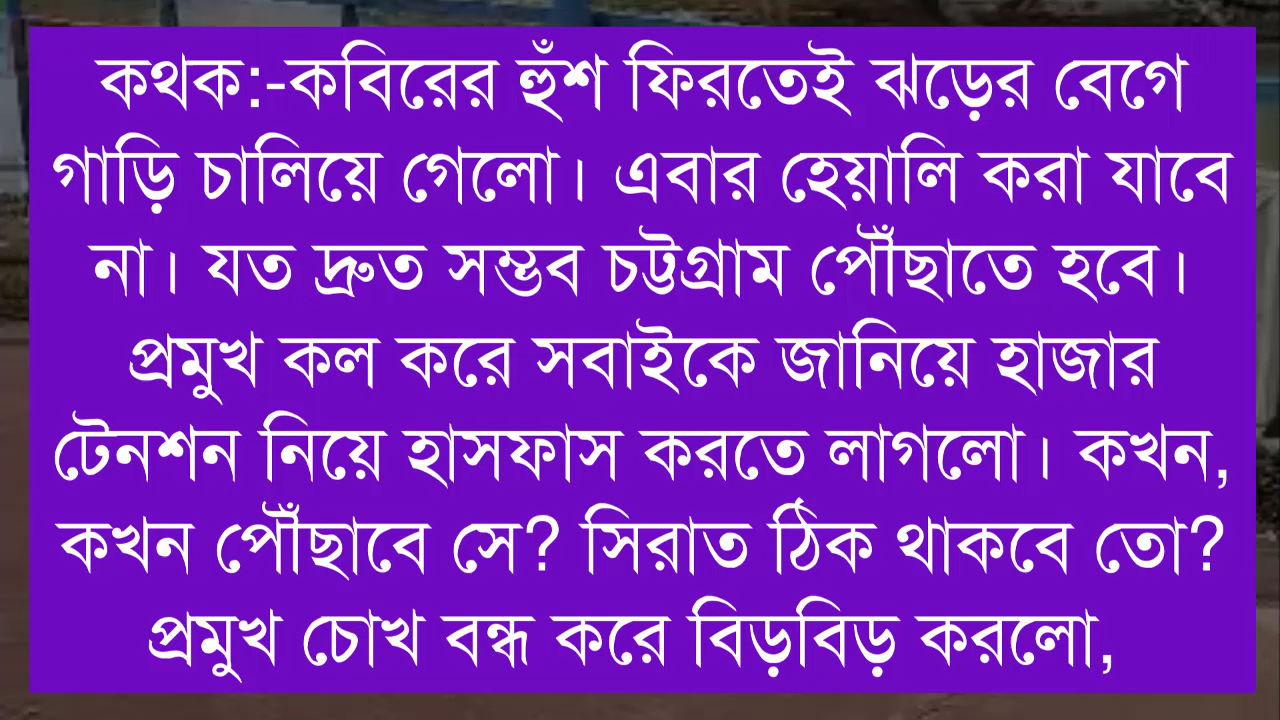 কথক:-কবিরের হুঁশ ফিরতেই ঝড়ের বেগে
গাড়ি চালিয়ে গেলো। এবার হেয়ালি করা যাবে
না। যত দ্রুত সম্ভব চট্টগ্রাম পৌঁছাতে হবে।
প্রমুখ কল করে সবাইকে জানিয়ে হাজার
টেনশন নিয়ে হাসফাস করতে লাগলো। কখন,
কখন পৌঁছাবে সে? সিরাত ঠিক থাকবে তো?
প্রমুখ চোখ বন্ধ করে বিড়বিড় করলো,